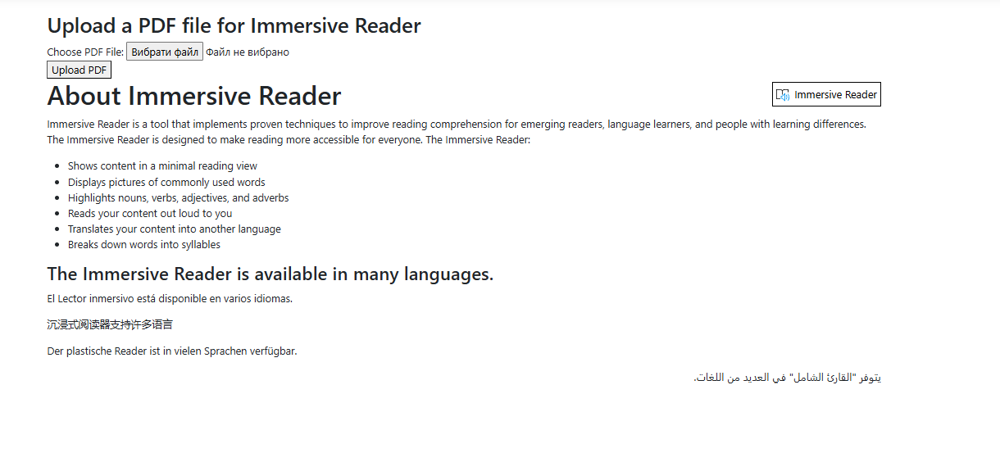 Upload a PDF file for Immersive Reader
Choose PDF File: Вибрати файл Файл не вибрано
Upload PDF
About Immersive Reader
Immersive Reader
Immersive Reader is a tool that implements proven techniques to improve reading comprehension for emerging readers, language learners, and people with learning differences.
The Immersive Reader is designed to make reading more accessible for everyone. The Immersive Reader:
• Shows content in a minimal reading view
• Displays pictures of commonly used words
• Highlights nouns, verbs, adjectives, and adverbs
• Reads your content out loud to you
• Translates your content into another language
• Breaks down words into syllables
The Immersive Reader is available in many languages.
El Lector inmersivo está disponible en varios idiomas.
沉浸式阅读器支持许多语言
Der plastische Reader ist in vielen Sprachen verfügbar.
يتوفر "القارئ الشامل" في العديد من اللغات.